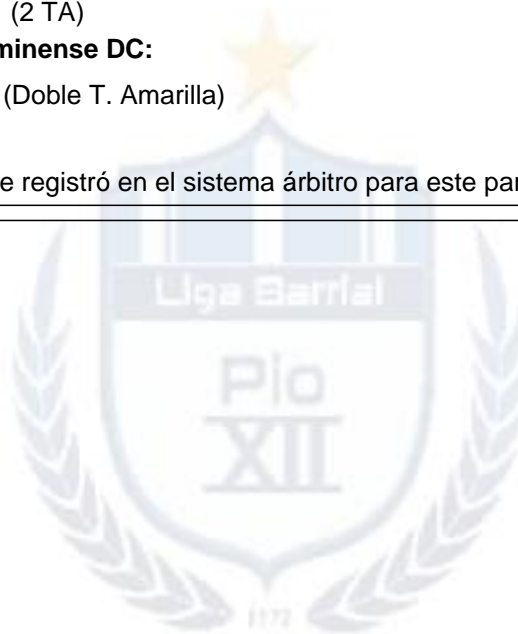 (2 TA)
minense DC:
(Doble T. Amarilla)
e registró en el sistema árbitro para este par
Liga Barrial
Pio
XII